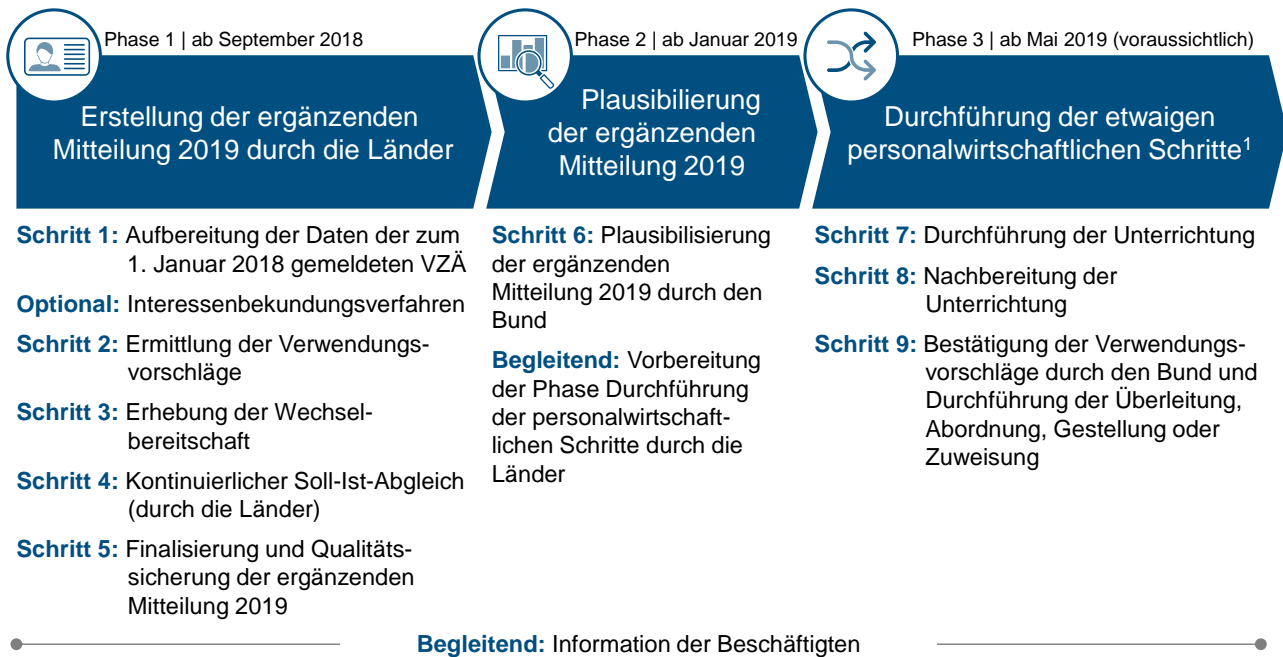 Phase 1 | ab September 2018
Erstellung der ergänzenden
Mitteilung 2019 durch die Länder
Schritt 1: Aufbereitung der Daten der zum
1. Januar 2018 gemeldeten VZÄ
Optional: Interessenbekundungsverfahren
Schritt 2: Ermittlung der Verwendungs-
vorschläge
Schritt 3: Erhebung der Wechsel-
bereitschaft
Schritt 4: Kontinuierlicher Soll-Ist-Abgleich
(durch die Länder)
Schritt 5: Finalisierung und Qualitäts-
sicherung der ergänzenden
Mitteilung 2019
Phase 2 | ab Januar 2019
Plausibilierung
der ergänzenden
Mitteilung 2019
Schritt 6: Plausibilisierung
der ergänzenden
Mitteilung 2019 durch den
Bund
Begleitend: Vorbereitung
der Phase Durchführung
der personalwirtschaft-
lichen Schritte durch die
Länder
Phase 3 | ab Mai 2019 (voraussichtlich)
Durchführung der etwaigen
personalwirtschaftlichen Schritte¹
Schritt 7: Durchführung der Unterrichtung
Schritt 8: Nachbereitung der
Unterrichtung
Schritt 9: Bestätigung der Verwendungs-
vorschläge durch den Bund und
Durchführung der Überleitung,
Abordnung, Gestellung oder
Zuweisung
Begleitend: Information der Beschäftigten